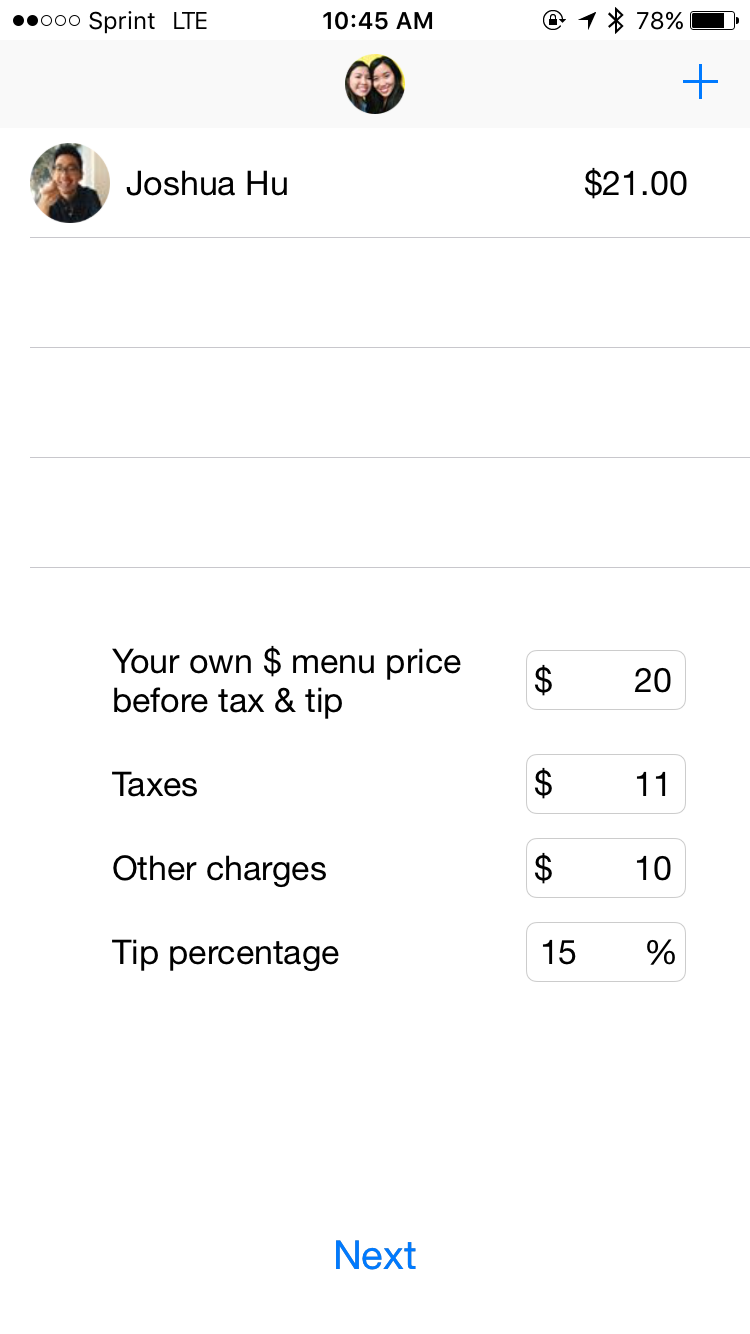 Sprint LTE 10:45 AM 78%
Joshua Hu $21.00
Your own $ menu price
before tax & tip
$ 20
Taxes $ 11
Other charges $ 10
Tip percentage 15 %
Next